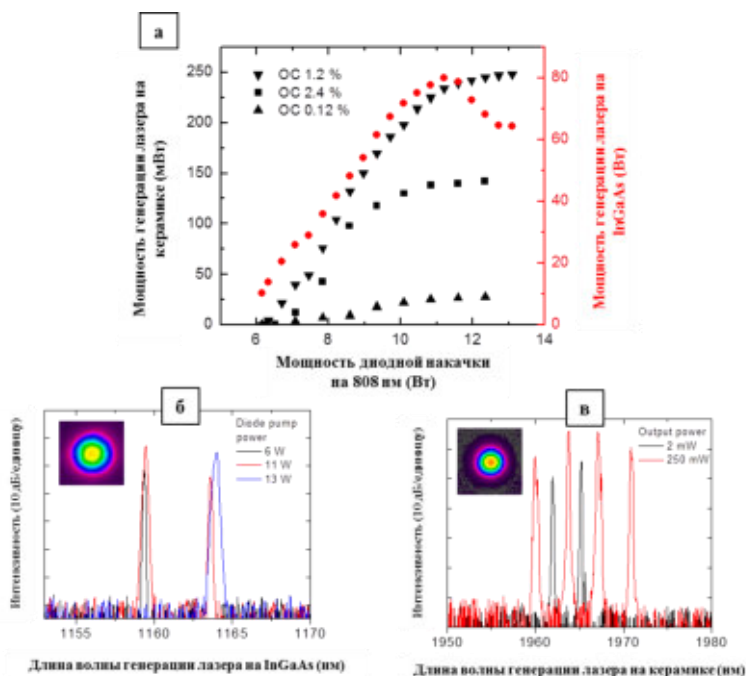 а
Мощность генерации лазера на
керамике (мВт)
250
200
150
100
50
0
OC 1.2 %
OC 2.4 %
OC 0.12 %
80
60
40
20
0
Мощность генерации лазера на
InGaAs (Вт)
6
8
10
12
14
Мощность диодной накачки
на 808 нм (Вт)
б
Интенсивность (10 дБ/единицу)
Diode pump
power
6 W
11 W
13 W
1155
1160
1165
1170
Длина волны генерации лазера на InGaAs (нм)
в
Интенсивность (10 дБ/единицу)
Output power
2 mW
250 mW
1950
1960
1970
1980
Длина волны генерации лазера на керамике (нм)